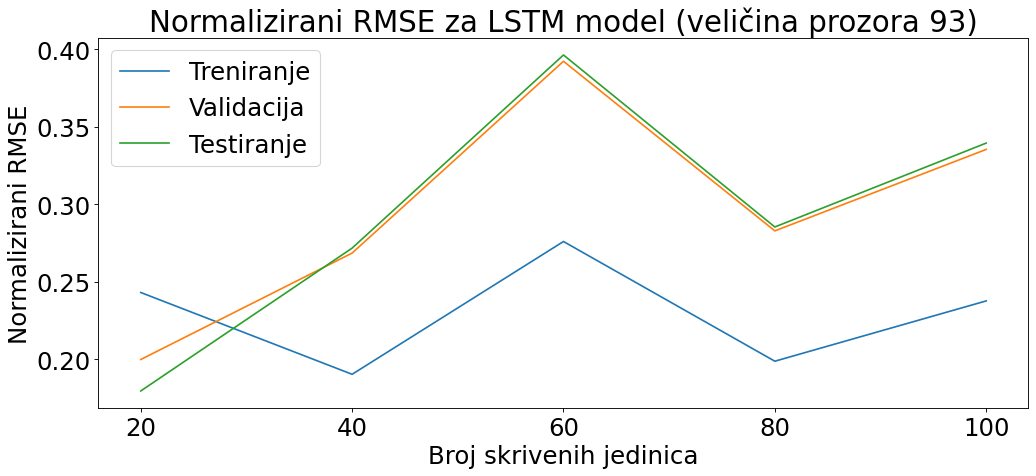 Normalizirani RMSE za LSTM model (veličina prozora 93)
Normalizirani RMSE
0.40
0.35
0.30
0.25
0.20
Treniranje
Validacija
Testiranje
20 40 60 80 100
Broj skrivenih jedinica